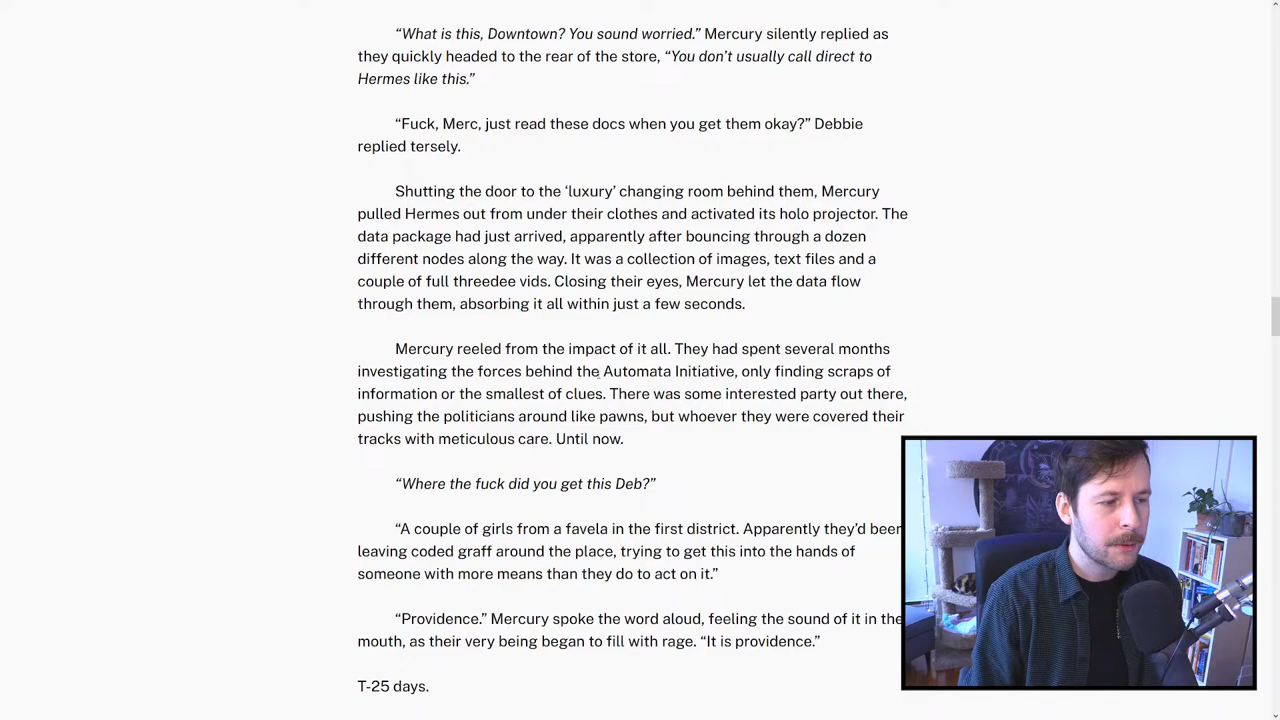 “What is this, Downtown? You sound worried.” Mercury silently replied as
they quickly headed to the rear of the store, “You don’t usually call direct to
Hermes like this.”
“Fuck, Merc, just read these docs when you get them okay?” Debbie
replied tersely.
Shutting the door to the ‘luxury’ changing room behind them, Mercury
pulled Hermes out from under their clothes and activated its holo projector. The
data package had just arrived, apparently after bouncing through a dozen
different nodes along the way. It was a collection of images, text files and a
couple of full threedee vids. Closing their eyes, Mercury let the data flow
through them, absorbing it all within just a few seconds.
Mercury reeled from the impact of it all. They had spent several months
investigating the forces behind the Automata Initiative, only finding scraps of
information or the smallest of clues. There was some interested party out there,
pushing the politicians around like pawns, but whoever they were covered their
tracks with meticulous care. Until now.
“Where the fuck did you get this Deb?”
“A couple of girls from a favela in the first district. Apparently they’d been
leaving coded graff around the place, trying to get this into the hands of
someone with more means than they do to act on it.”
“Providence.” Mercury spoke the word aloud, feeling the sound of it in the
mouth, as their very being began to fill with rage. “It is providence.”
T-25 days.